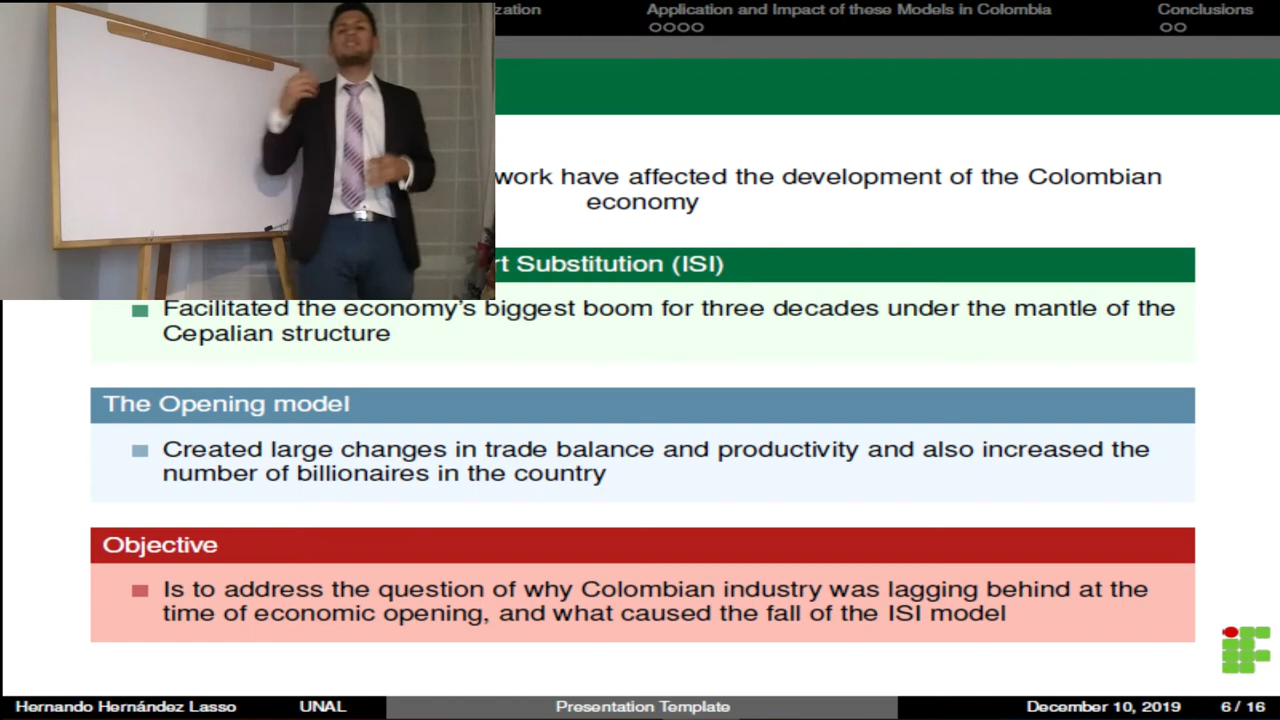 zation Application and Impact of these Models in Colombia Conclusions
work have affected the development of the Colombian
economy
rt Substitution (ISI)
Facilitated the economy's biggest boom for three decades under the mantle of the
Cepalian structure
The Opening model
Created large changes in trade balance and productivity and also increased the
number of billionaires in the country
Objective
Is to address the question of why Colombian industry was lagging behind at the
time of economic opening, and what caused the fall of the ISI model
Hernando Hernández Lasso UNAL Presentation Template December 10, 2019 6 / 16